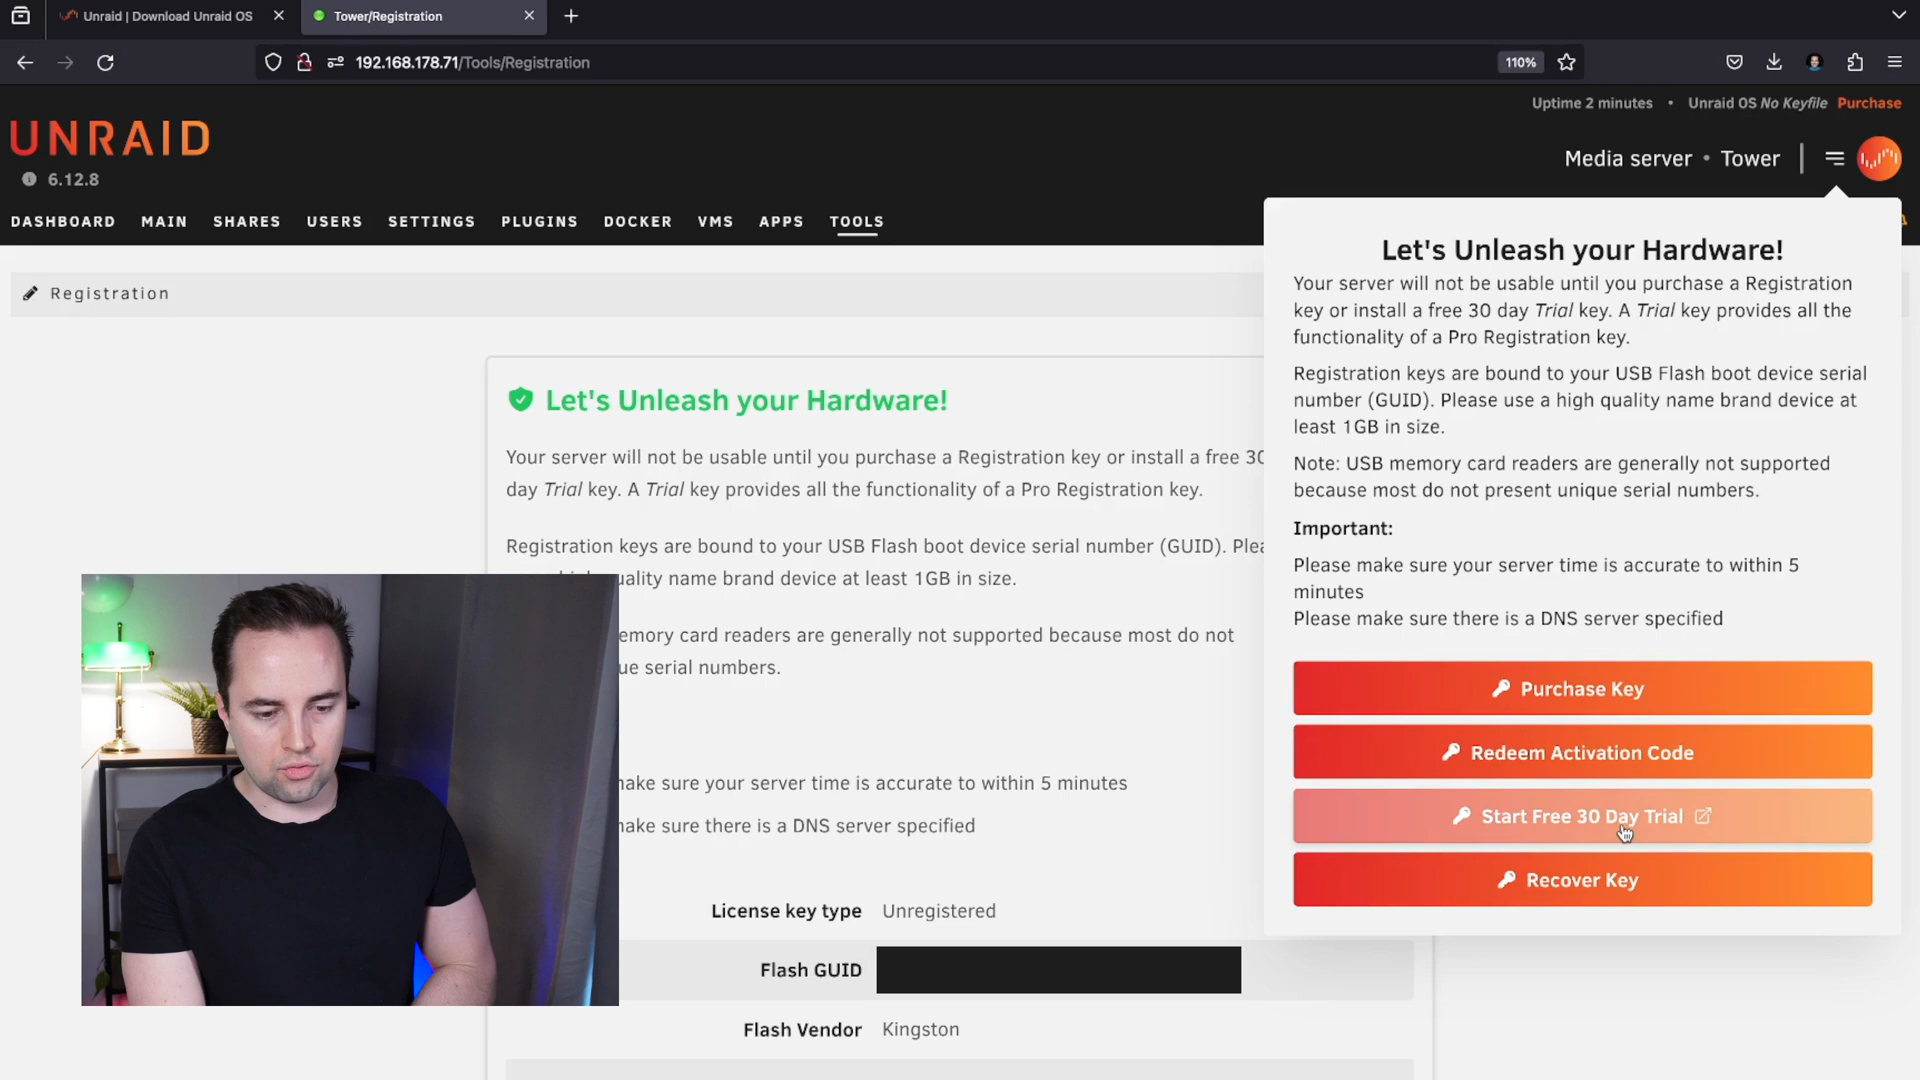 Unraid | Download Unraid OS
Tower/Registration
192.168.178.71/Tools/Registration
110%
Uptime 2 minutes • Unraid OS No Keyfile Purchase
UNRAID
6.12.8
Media server • Tower
DASHBOARD MAIN SHARES USERS SETTINGS PLUGINS DOCKER VMS APPS TOOLS
Registration
Let's Unleash your Hardware!
Your server will not be usable until you purchase a Registration key or install a free 30
day Trial key. A Trial key provides all the functionality of a Pro Registration key.
Registration keys are bound to your USB Flash boot device serial number (GUID). Plea
uality name brand device at least 1GB in size.
emory card readers are generally not supported because most do not
ue serial numbers.
ake sure your server time is accurate to within 5 minutes
ake sure there is a DNS server specified
License key type Unregistered
Flash GUID
Flash Vendor Kingston
Let's Unleash your Hardware!
Your server will not be usable until you purchase a Registration
key or install a free 30 day Trial key. A Trial key provides all the
functionality of a Pro Registration key.
Registration keys are bound to your USB Flash boot device serial
number (GUID). Please use a high quality name brand device at
least 1GB in size.
Note: USB memory card readers are generally not supported
because most do not present unique serial numbers.
Important:
Please make sure your server time is accurate to within 5
minutes
Please make sure there is a DNS server specified
Purchase Key
Redeem Activation Code
Start Free 30 Day Trial
Recover Key